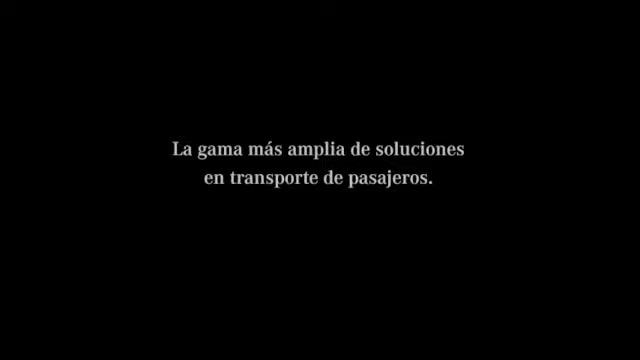 La gama más amplia de soluciones
en transporte de pasajeros.